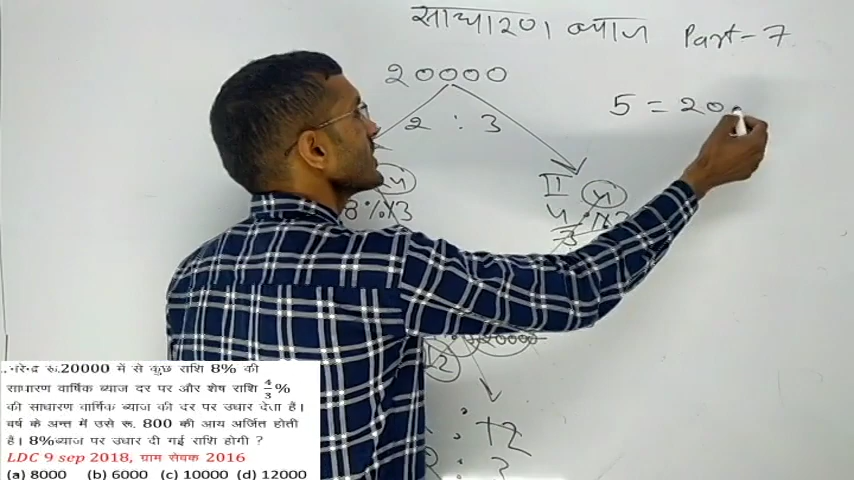 साधारण ब्याज Part-7
20000
2 : 3
5 = 20
II
8%×3
4
3
: 12
: 3
नरेन्द्र रू.20000 में से कुछ राशि 8% की
साधारण वार्षिक ब्याज दर पर और शेष राशि 4/3%
की साधारण वार्षिक ब्याज की दर पर उधार देता है।
वर्ष के अन्त में उसे रू. 800 की आय अर्जित होती
है। 8%ब्याज पर उधार दी गई राशि होगी ?
LDC 9 sep 2018, ग्राम सेवक 2016
(a) 8000 (b) 6000 (c) 10000 (d) 12000